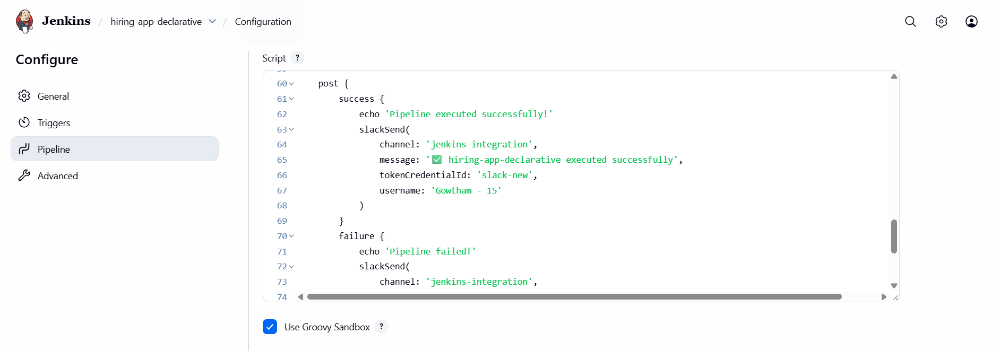 Jenkins / hiring-app-declarative / Configuration
Configure
General
Triggers
Pipeline
Advanced
Script ?
60 post {
61 success {
62 echo 'Pipeline executed successfully!'
63 slackSend(
64 channel: 'jenkins-integration',
65 message: '✅ hiring-app-declarative executed successfully',
66 tokenCredentialId: 'slack-new',
67 username: 'Gowtham - 15'
68 )
69 }
70 failure {
71 echo 'Pipeline failed!'
72 slackSend(
73 channel: 'jenkins-integration',
74
Use Groovy Sandbox ?